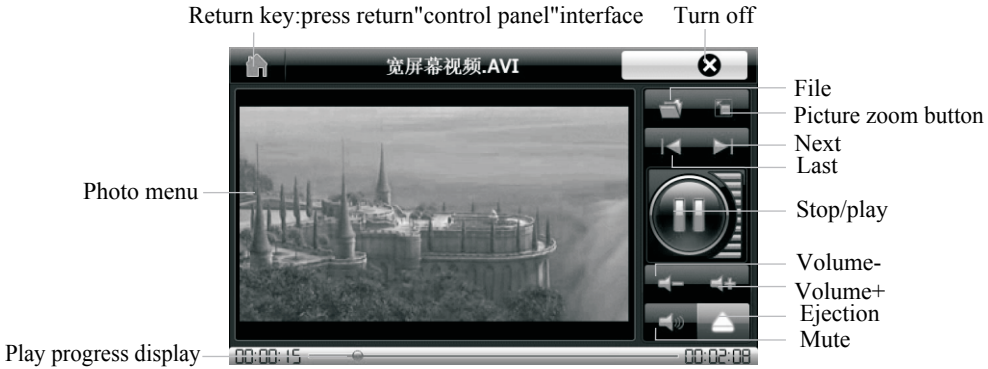 Return key:press return"control panel"interface
Turn off
宽屏幕视频.AVI
File
Picture zoom button
Next
Last
Photo menu
Stop/play
Volume-
Volume+
Ejection
Mute
Play progress display
00:00:15
00:02:08